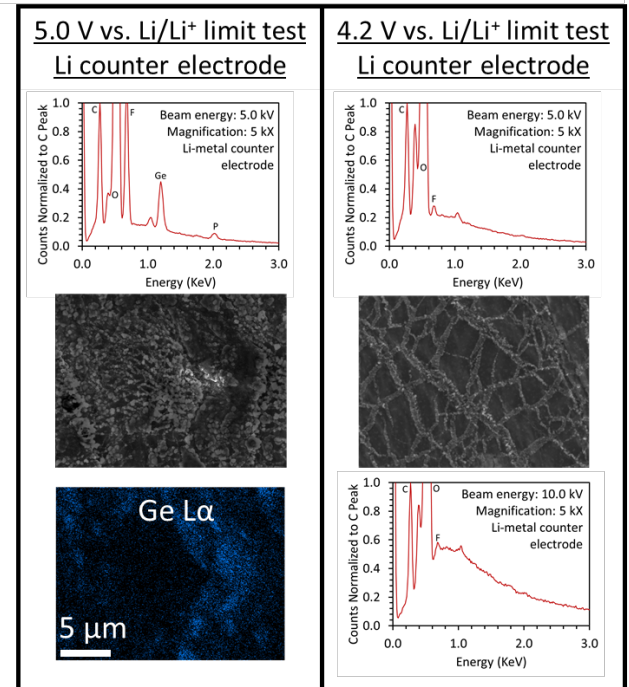 5.0 V vs. Li/Li⁺ limit test
Li counter electrode
Counts Normalized to C Peak
1.0
0.8
0.6
0.4
0.2
0.0
0.0 1.0 2.0 3.0
Energy (KeV)
C
O
F
Ge
P
Beam energy: 5.0 kV
Magnification: 5 kX
Li-metal counter
electrode
Ge Lα
5 μm
4.2 V vs. Li/Li⁺ limit test
Li counter electrode
Counts Normalized to C Peak
1.0
0.8
0.6
0.4
0.2
0.0
0.0 1.0 2.0 3.0
Energy (KeV)
C
O
F
Beam energy: 5.0 kV
Magnification: 5 kX
Li-metal counter
electrode
Counts Normalized to C Peak
1.0
0.8
0.6
0.4
0.2
0.0
0.0 1.0 2.0 3.0
Energy (KeV)
C
O
F
Beam energy: 10.0 kV
Magnification: 5 kX
Li-metal counter
electrode